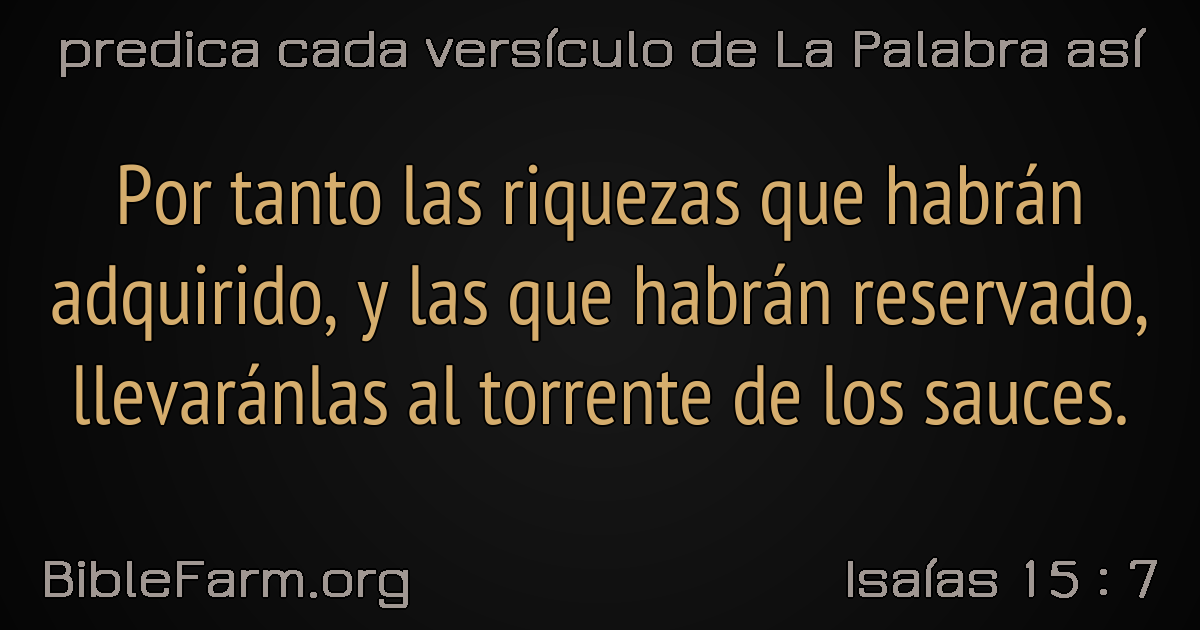 predica cada versículo de La Palabra así
Por tanto las riquezas que habrán
adquirido, y las que habrán reservado,
llevaránlas al torrente de los sauces.
BibleFarm.org
Isaías 15 : 7